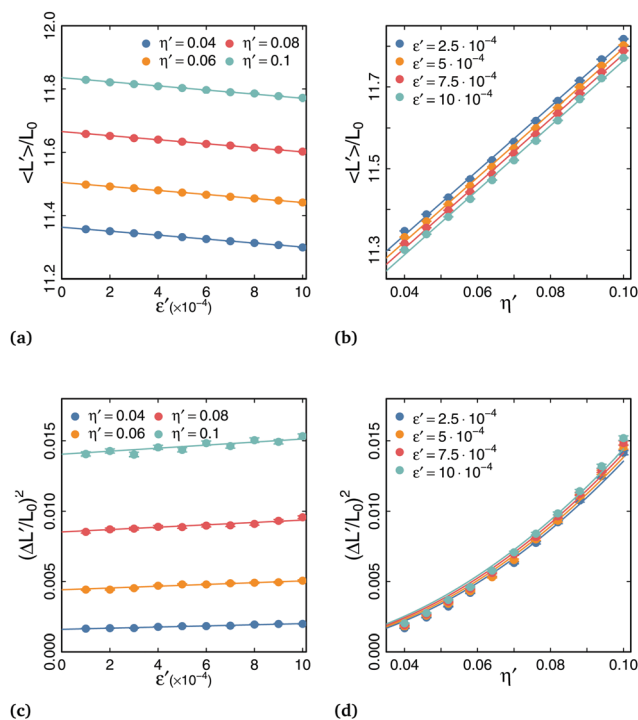 12.0
11.8
11.6
11.4
11.2
<L′>/L0
η′ = 0.04 η′ = 0.08
η′ = 0.06 η′ = 0.1
0 2 4 6 8 10
ε′(×10−4)
(a)
11.7
11.5
11.3
<L′>/L0
ε′ = 2.5 · 10−4
ε′ = 5 · 10−4
ε′ = 7.5 · 10−4
ε′ = 10 · 10−4
0.04 0.06 0.08 0.10
η′
(b)
0.015
0.010
0.005
0.000
(ΔL′/L0)2
η′ = 0.04 η′ = 0.08
η′ = 0.06 η′ = 0.1
0 2 4 6 8 10
ε′(×10−4)
(c)
0.015
0.010
0.005
0.000
(ΔL′/L0)2
ε′ = 2.5 · 10−4
ε′ = 5 · 10−4
ε′ = 7.5 · 10−4
ε′ = 10 · 10−4
0.04 0.06 0.08 0.10
η′
(d)